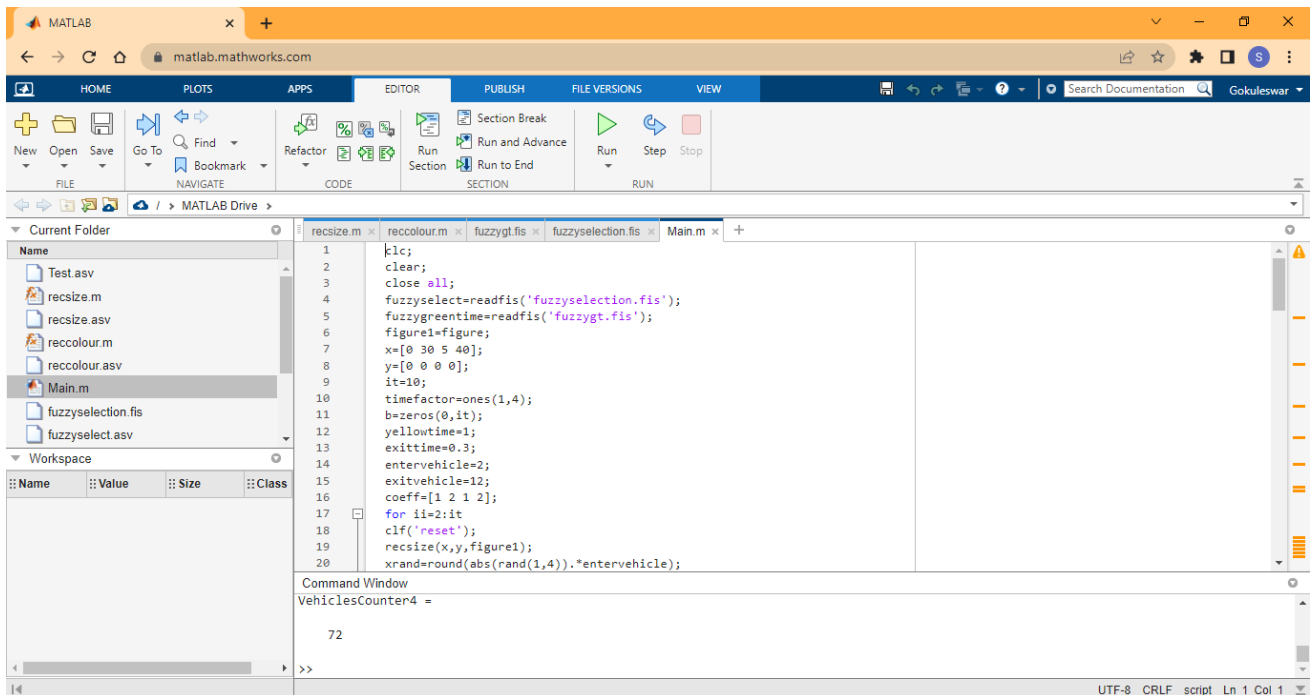 MATLAB
matlab.mathworks.com
S
HOME PLOTS APPS EDITOR PUBLISH FILE VERSIONS VIEW
Search Documentation
Gokuleswar
New Open Save
FILE
Go To
Find
Bookmark
NAVIGATE
Refactor
CODE
Run Section
Section Break
Run and Advance
Run to End
SECTION
Run Step Stop
RUN
/ > MATLAB Drive >
Current Folder
Name
Test.asv
recsize.m
recsize.asv
reccolour.m
reccolour.asv
Main.m
fuzzyselection.fis
fuzzyselect.asv
Workspace
Name Value Size Class
recsize.m × reccolour.m × fuzzygt.fis × fuzzyselection.fis × Main.m × +
1 clc;
2 clear;
3 close all;
4 fuzzyselect=readfis('fuzzyselection.fis');
5 fuzzygreentime=readfis('fuzzygt.fis');
6 figure1=figure;
7 x=[0 30 5 40];
8 y=[0 0 0 0];
9 it=10;
10 timefactor=ones(1,4);
11 b=zeros(0,it);
12 yellowtime=1;
13 exittime=0.3;
14 entervehicle=2;
15 exitvehicle=12;
16 coeff=[1 2 1 2];
17 for ii=2:it
18 clf('reset');
19 recsize(x,y,figure1);
20 xrand=round(abs(rand(1,4)).*entervehicle);
Command Window
VehiclesCounter4 =
72
>>
UTF-8 CRLF script Ln 1 Col 1